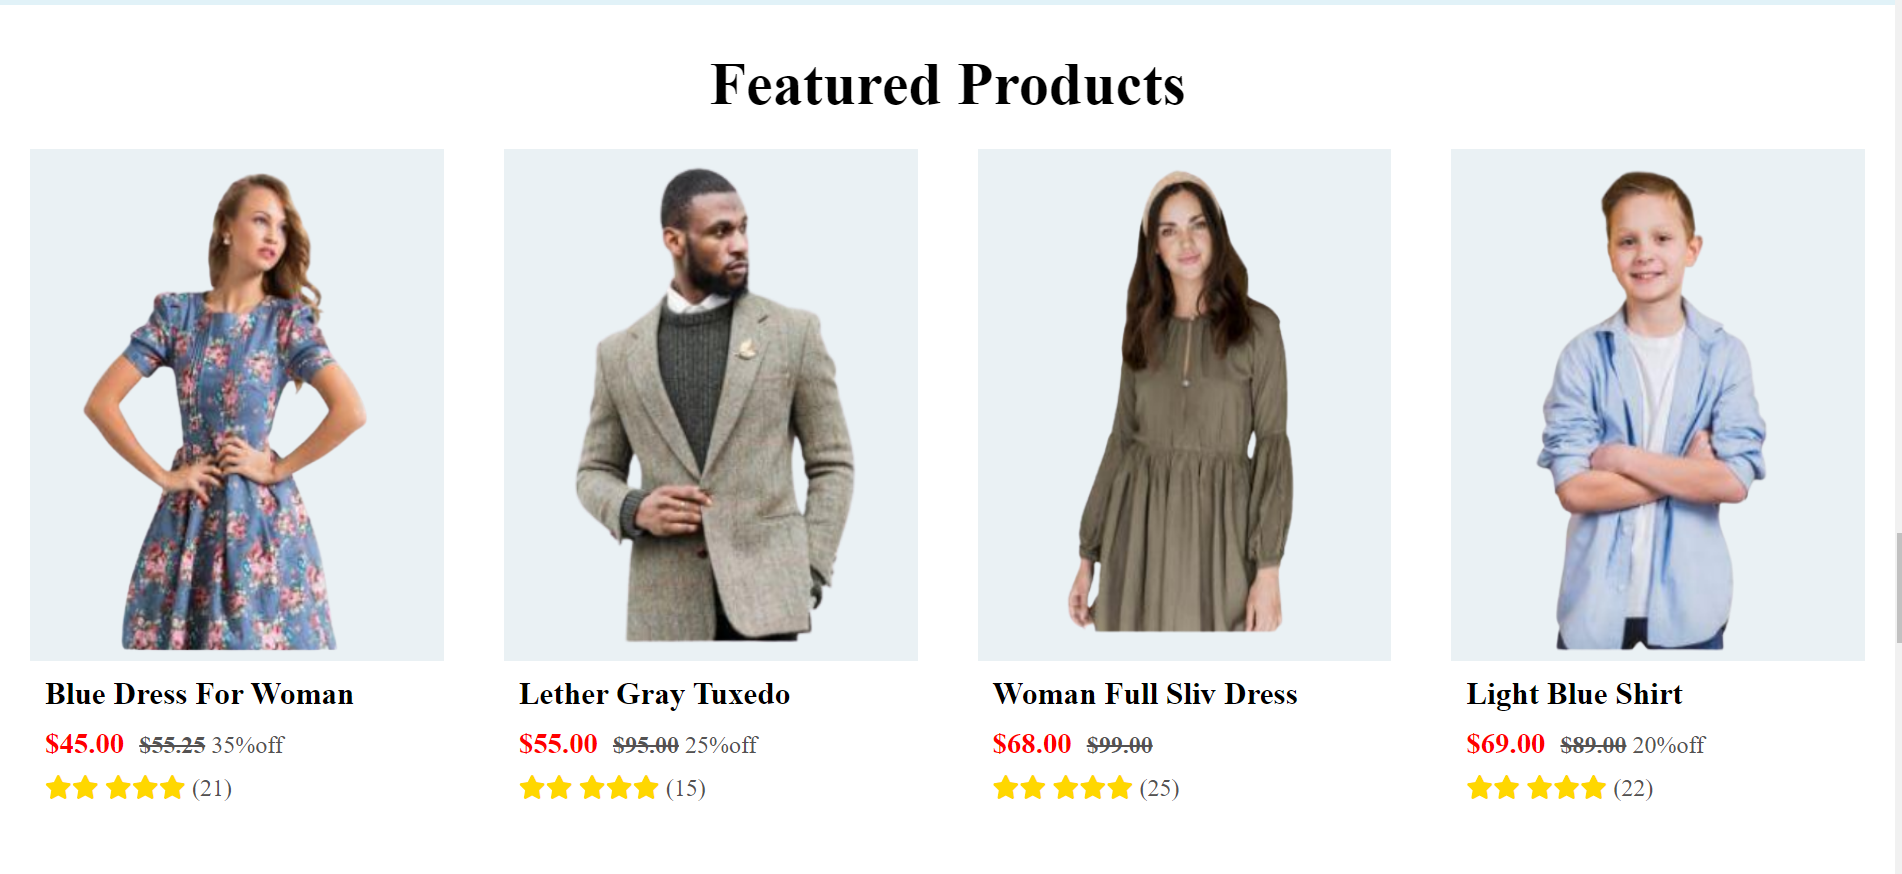 Featured Products
Blue Dress For Woman
$45.00 $55.25 35%off
(21)
Lether Gray Tuxedo
$55.00 $95.00 25%off
(15)
Woman Full Sliv Dress
$68.00 $99.00
(25)
Light Blue Shirt
$69.00 $89.00 20%off
(22)